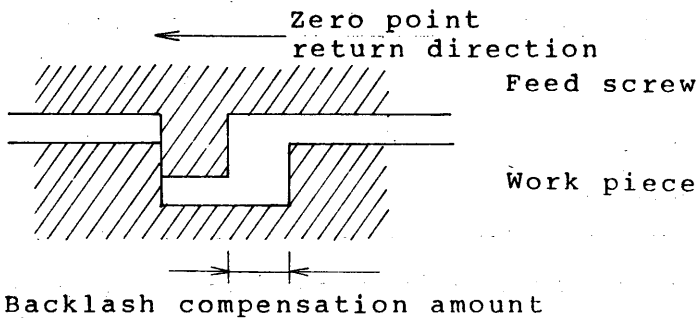 Zero point
return direction
Feed screw
Work piece
Backlash compensation amount